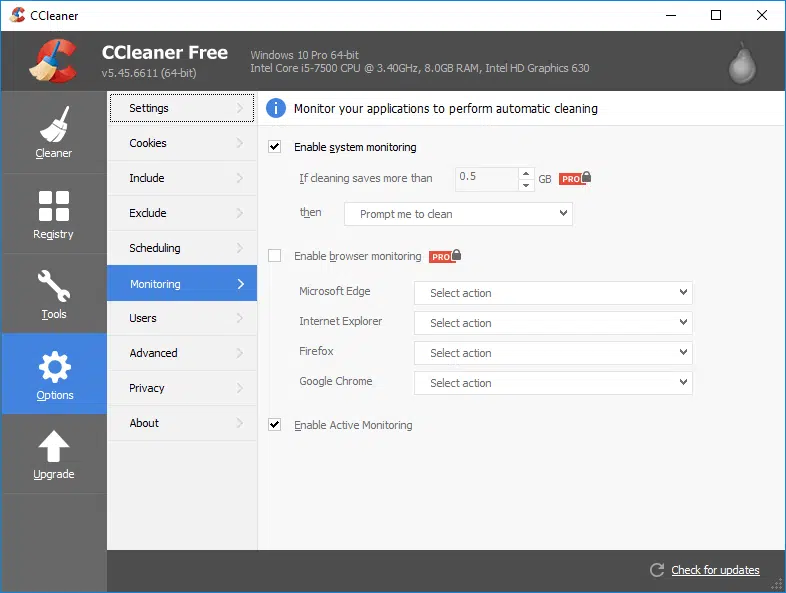 CCleaner
CCleaner Free
v5.45.6611 (64-bit)
Windows 10 Pro 64-bit
Intel Core i5-7500 CPU @ 3.40GHz, 8.0GB RAM, Intel HD Graphics 630
Cleaner
Registry
Tools
Options
Upgrade
Settings
Cookies
Include
Exclude
Scheduling
Monitoring
Users
Advanced
Privacy
About
i Monitor your applications to perform automatic cleaning
Enable system monitoring
If cleaning saves more than 0.5 GB PRO
then Prompt me to clean
Enable browser monitoring PRO
Microsoft Edge Select action
Internet Explorer Select action
Firefox Select action
Google Chrome Select action
Enable Active Monitoring
Check for updates